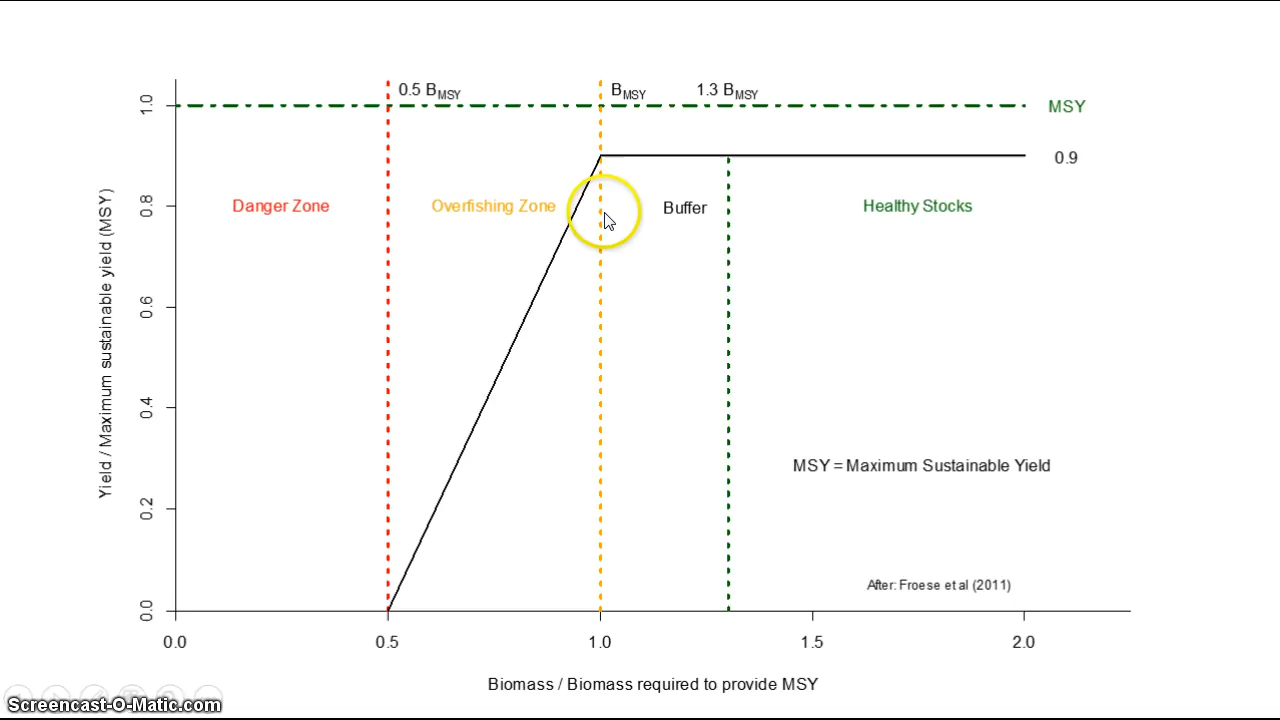 0.5 BMSY
BMSY
1.3 BMSY
1.0
MSY
0.9
0.8
Danger Zone
Overfishing Zone
Buffer
Healthy Stocks
Yield / Maximum sustainable yield (MSY)
0.6
0.4
MSY = Maximum Sustainable Yield
0.2
After: Froese et al (2011)
0.0
0.0
0.5
1.0
1.5
2.0
Biomass / Biomass required to provide MSY
Screencast-O-Matic.com